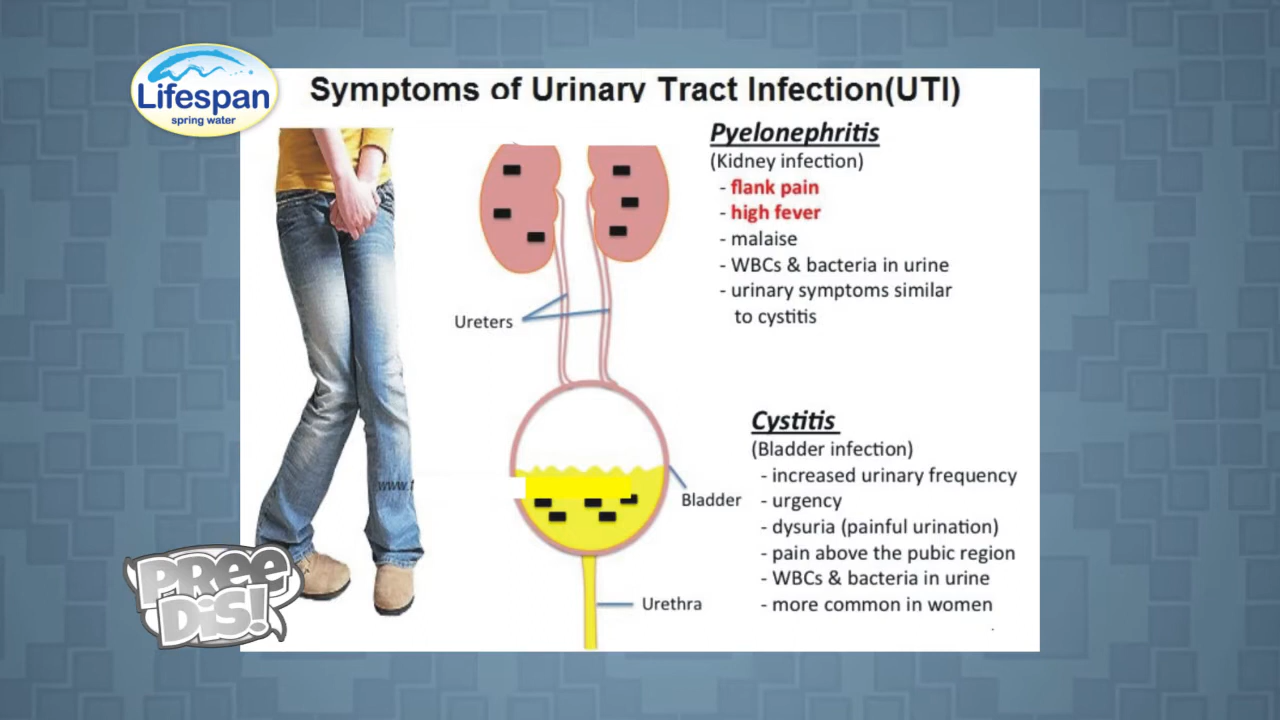 Lifespan
spring water
Symptoms of Urinary Tract Infection(UTI)
Pyelonephritis
(Kidney infection)
- flank pain
- high fever
- malaise
- WBCs & bacteria in urine
- urinary symptoms similar
to cystitis
Ureters
Cystitis
(Bladder infection)
- increased urinary frequency
- urgency
- dysuria (painful urination)
- pain above the pubic region
- WBCs & bacteria in urine
- more common in women
Bladder
Urethra
www.
PREE
DiS!